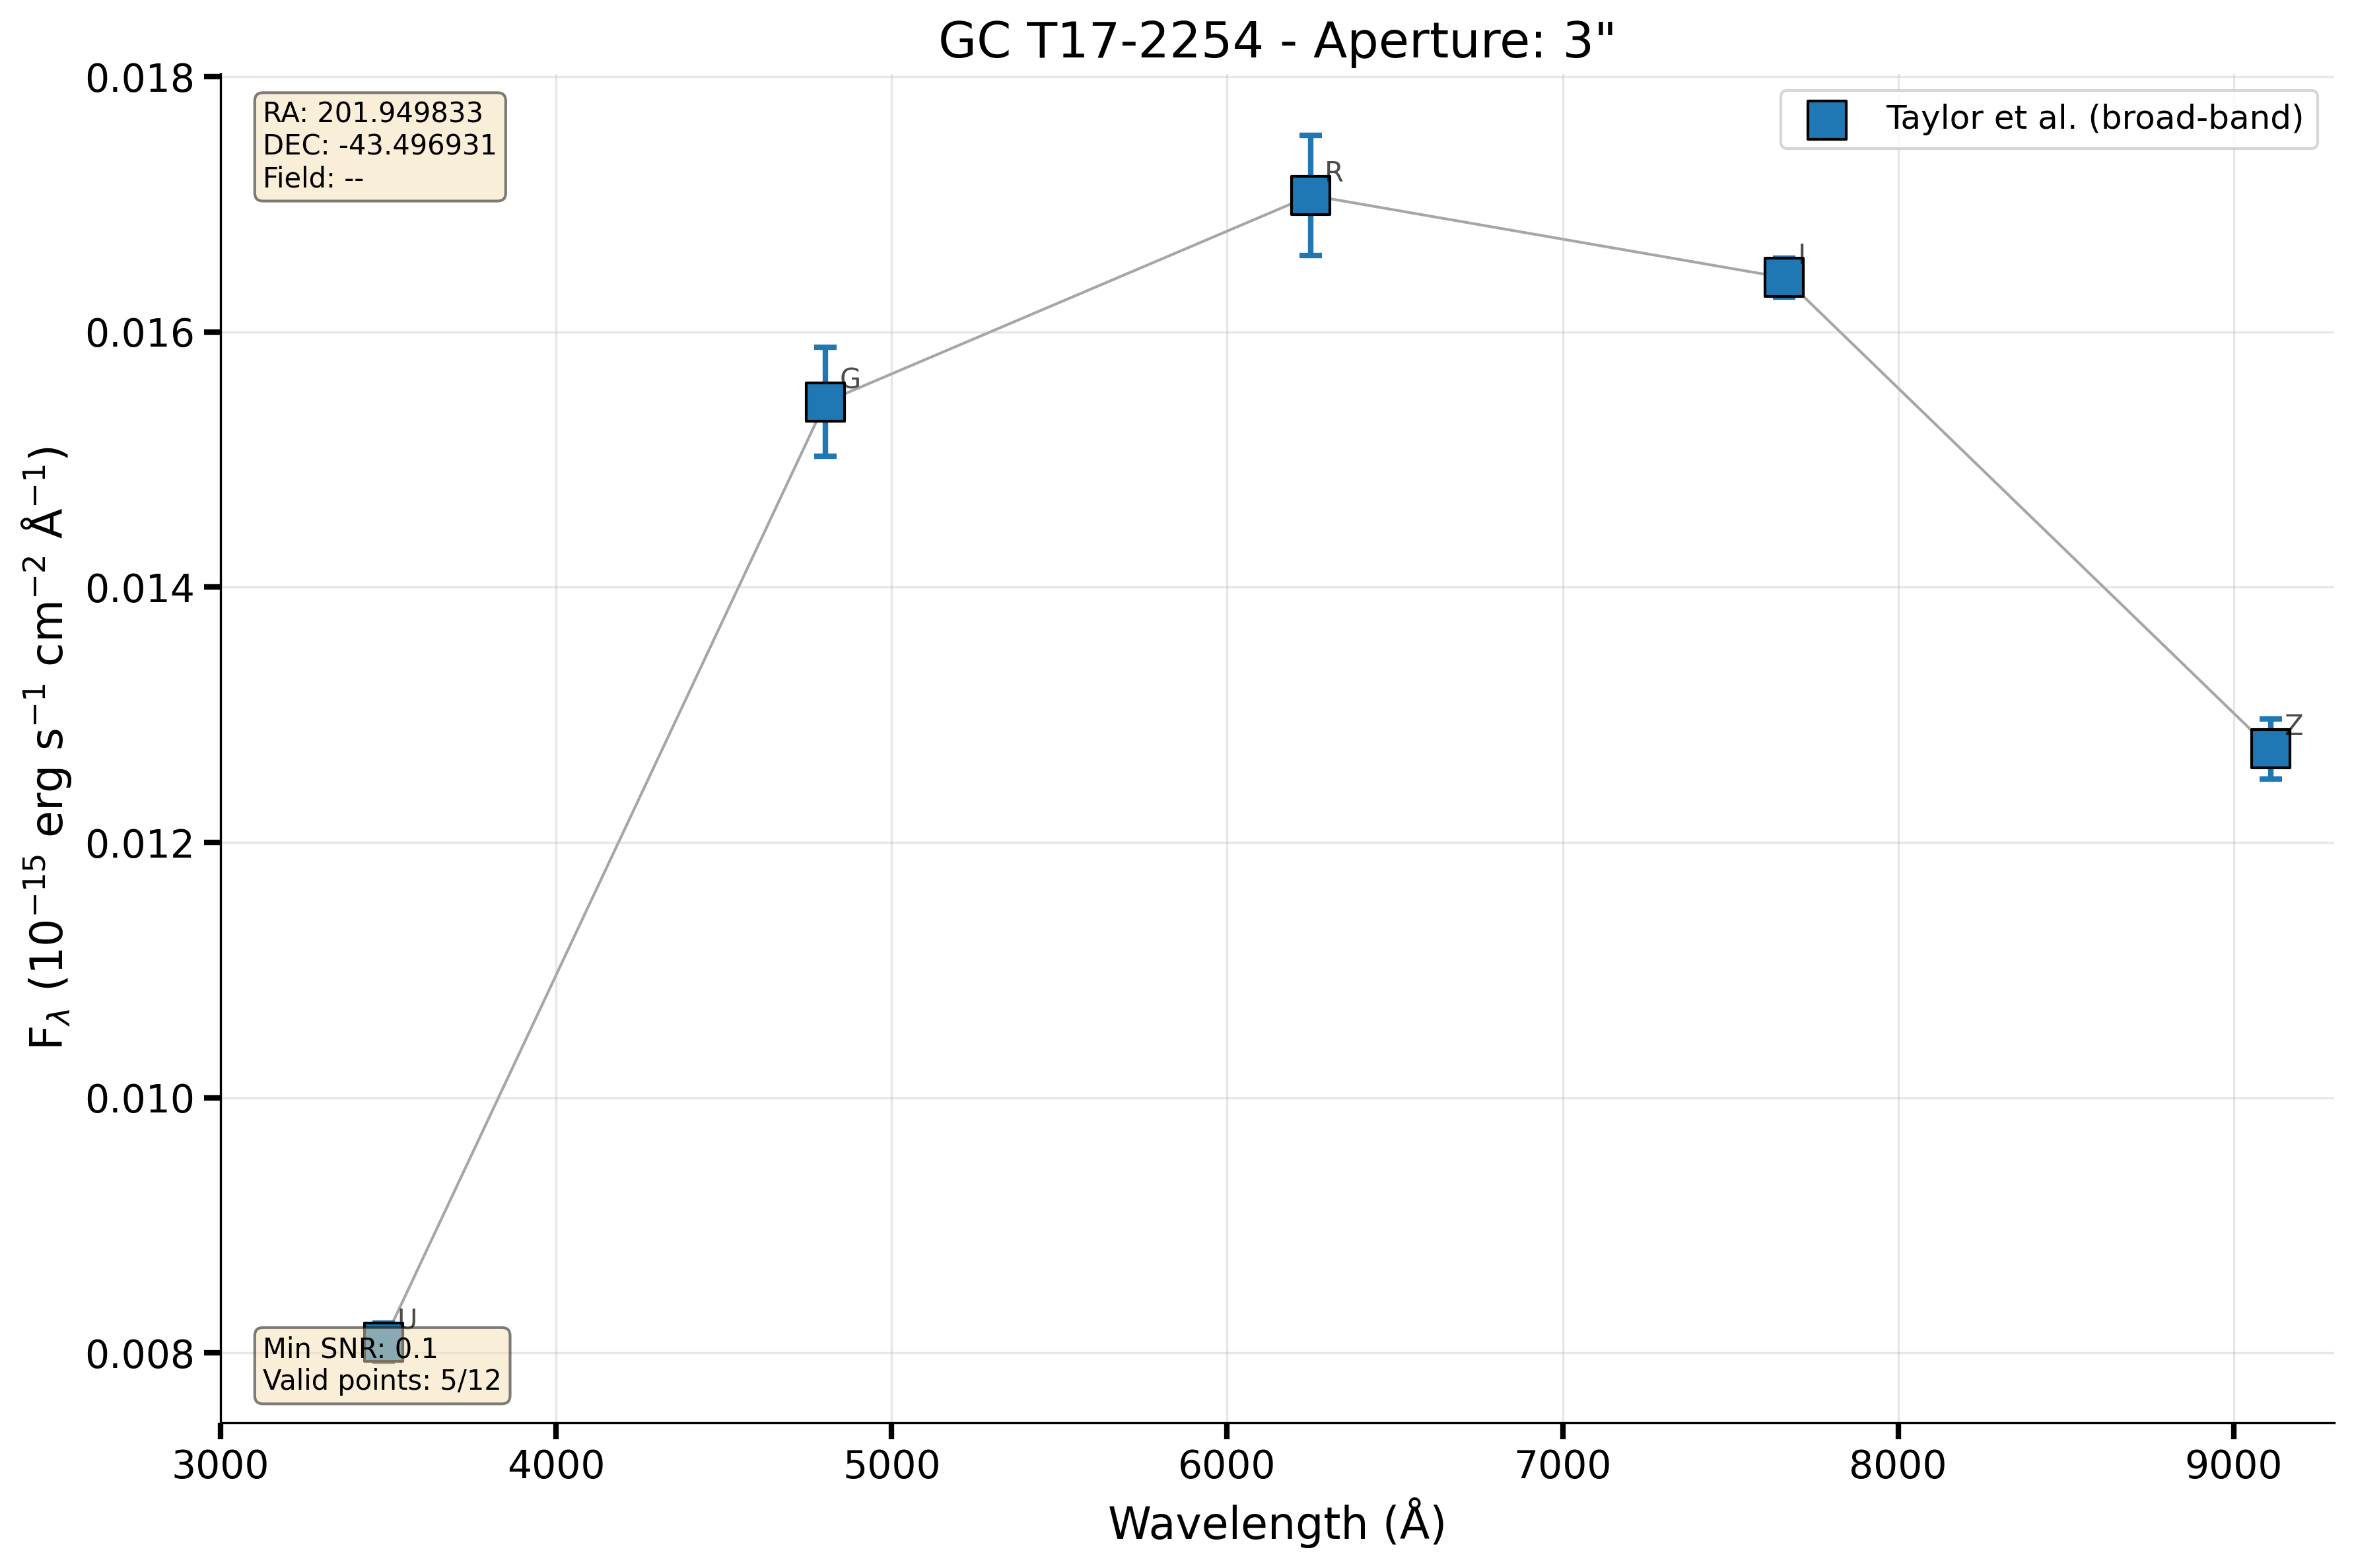 GC T17-2254 - Aperture: 3"
RA: 201.949833
DEC: -43.496931
Field: --
Taylor et al. (broad-band)
0.018
0.016
0.014
0.012
0.010
0.008
F_λ (10⁻¹⁵ erg s⁻¹ cm⁻² Å⁻¹)
R
I
G
Z
U
Min SNR: 0.1
Valid points: 5/12
3000 4000 5000 6000 7000 8000 9000
Wavelength (Å)